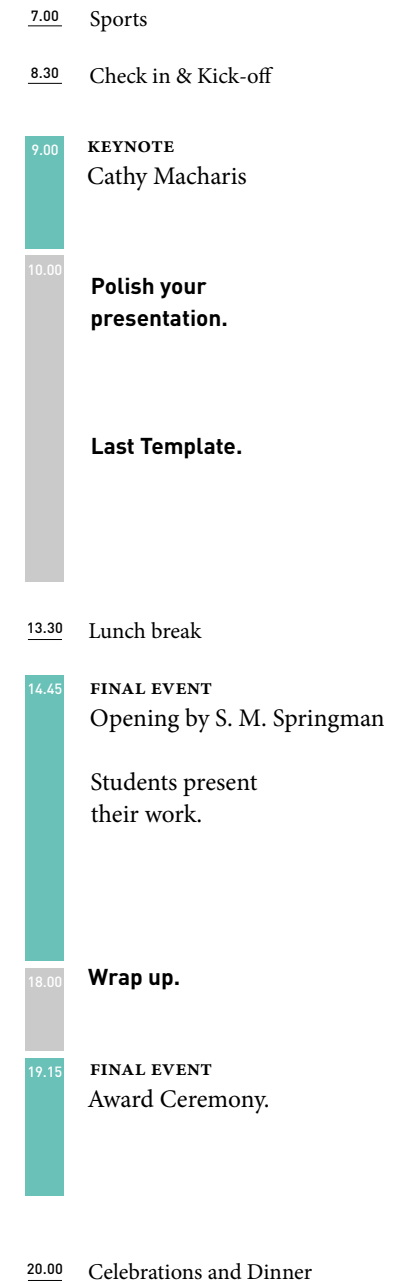 7.00 Sports
8.30 Check in & Kick-off
9.00 KEYNOTE
Cathy Macharis
10.00
Polish your
presentation.
Last Template.
13.30 Lunch break
14.45 FINAL EVENT
Opening by S. M. Springman
Students present
their work.
18.00 Wrap up.
19.15 FINAL EVENT
Award Ceremony.
20.00 Celebrations and Dinner